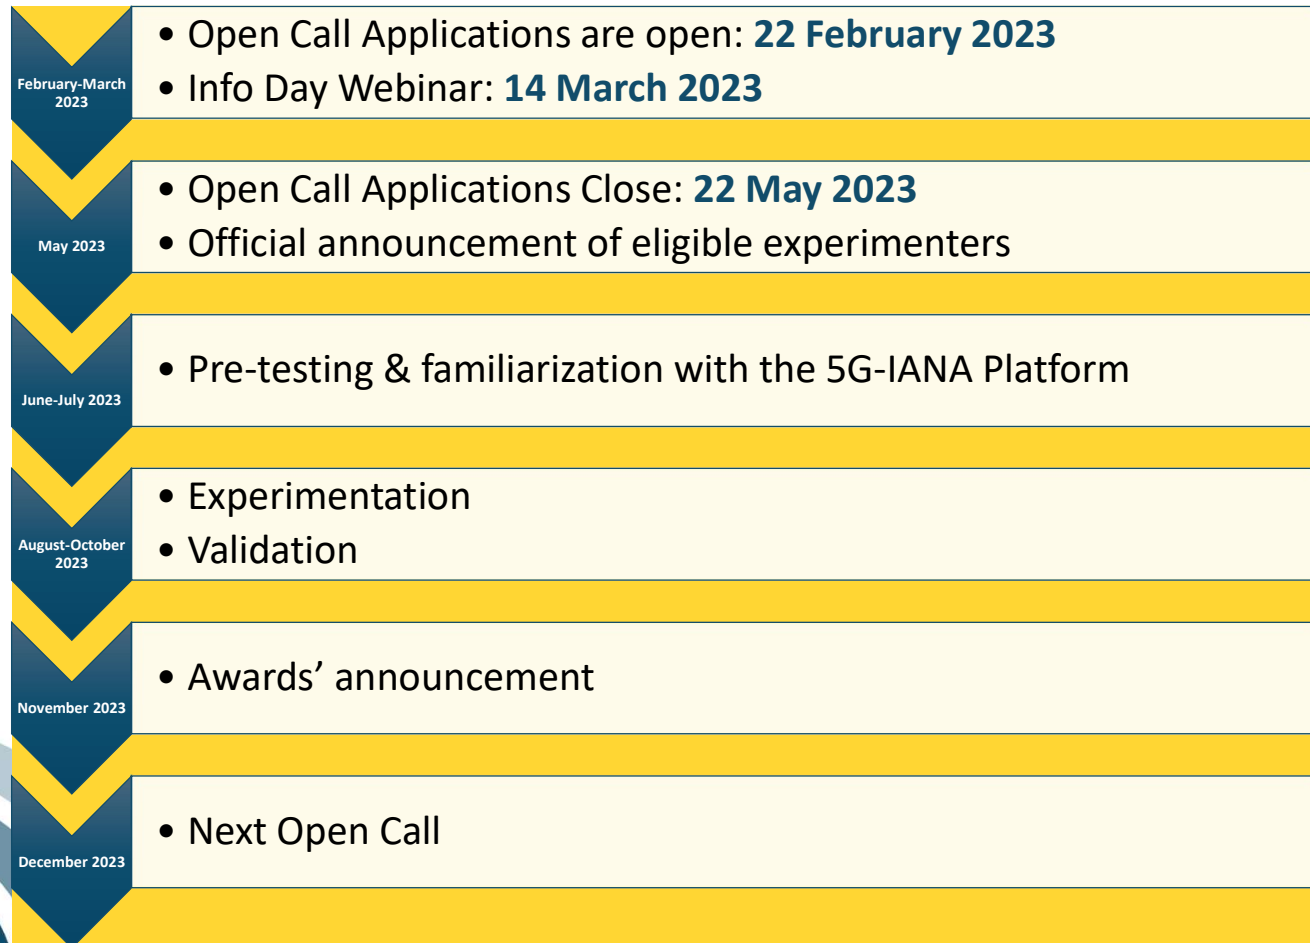 February-March
2023
• Open Call Applications are open: 22 February 2023
• Info Day Webinar: 14 March 2023
May 2023
• Open Call Applications Close: 22 May 2023
• Official announcement of eligible experimenters
June-July 2023
• Pre-testing & familiarization with the 5G-IANA Platform
August-October
2023
• Experimentation
• Validation
November 2023
• Awards’ announcement
December 2023
• Next Open Call